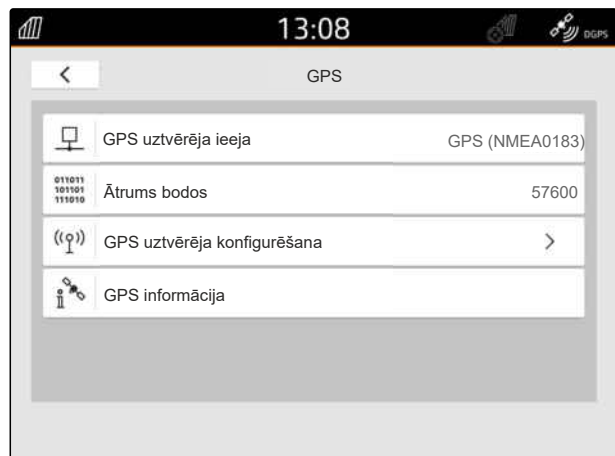 13:08
DGPS
GPS
GPS uztvērēja ieeja GPS (NMEA0183)
011011
101101
111010
Ātrums bodos 57600
GPS uztvērēja konfigurēšana
GPS informācija